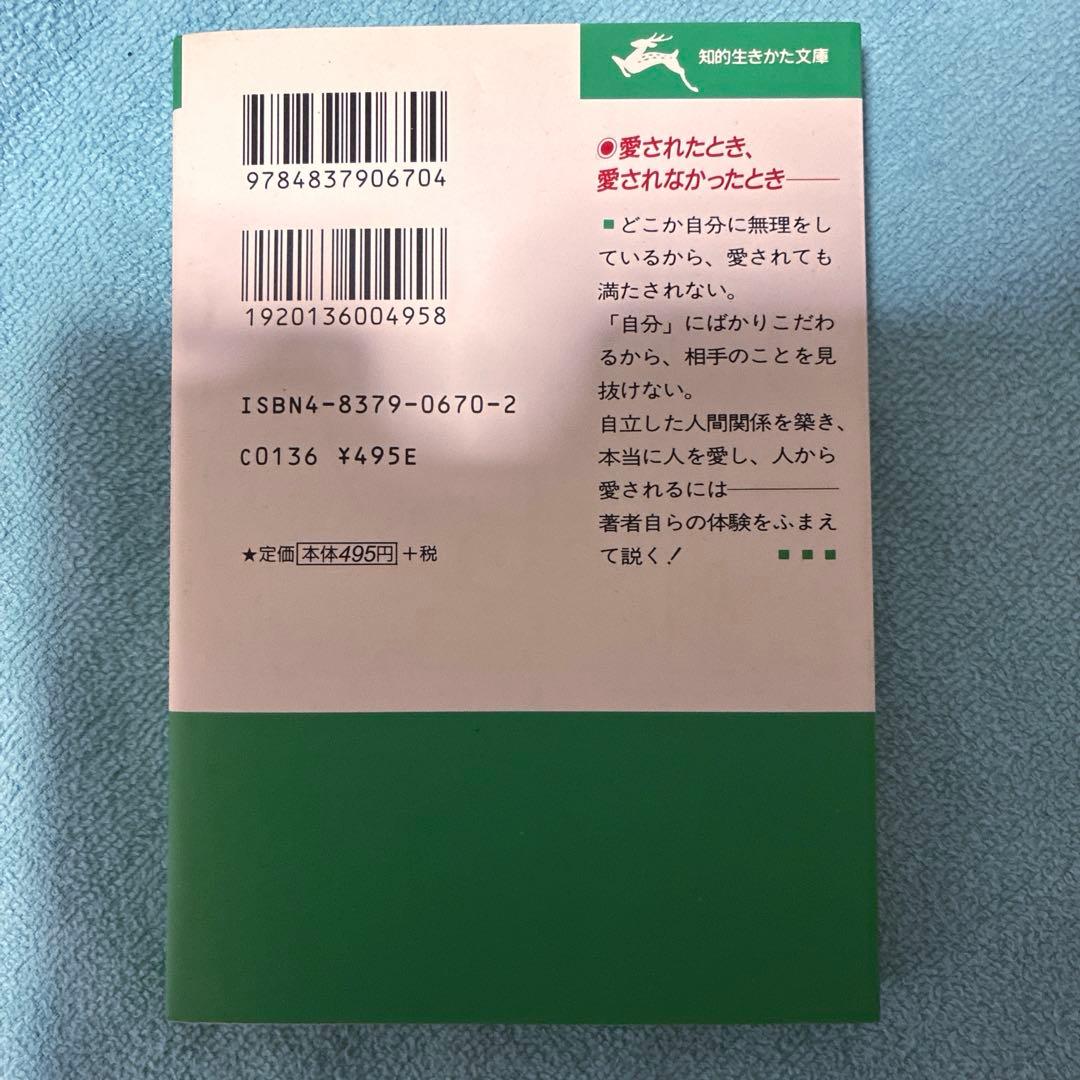 知的生きかた文庫
9784837906704
1920136004958
ISBN4-8379-0670-2
C0136 ¥495E
★定価本体495円+税
◉愛されたとき、
愛されなかったとき───
■どこか自分に無理をし
ているから、愛されても
満たされない。
「自分」にばかりこだわ
るから、相手のことを見
抜けない。
自立した人間関係を築き、
本当に人を愛し、人から
愛されるには─────
著者自らの体験をふまえ
て説く! ■ ■ ■